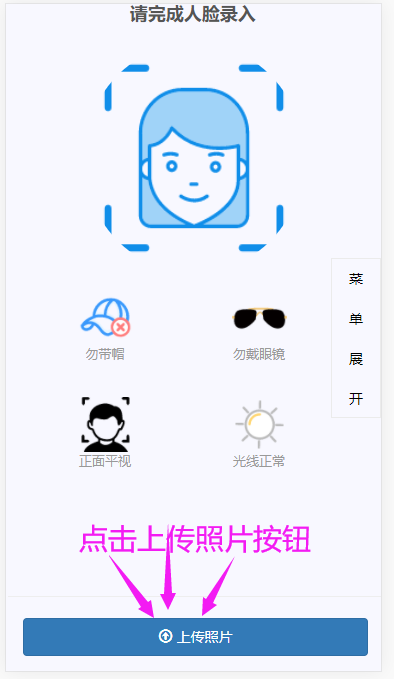 请完成人脸录入
菜
单
展
开
勿带帽
勿戴眼镜
正面平视
光线正常
点击上传照片按钮
上传照片